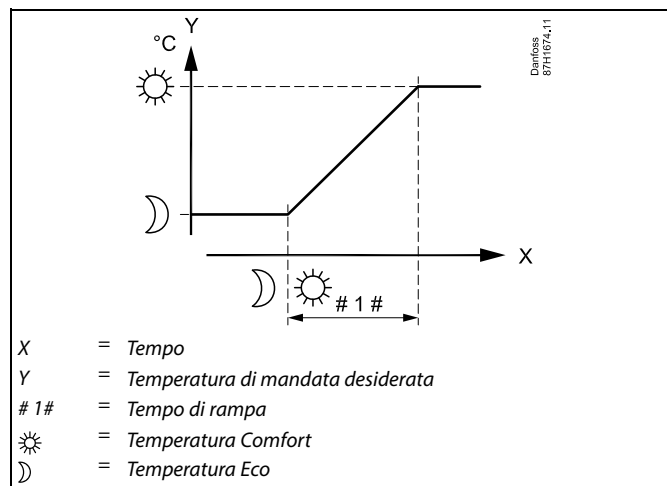 Y
°C
Danfoss
87H1674.11
X
# 1 #
X = Tempo
Y = Temperatura di mandata desiderata
# 1# = Tempo di rampa
= Temperatura Comfort
= Temperatura Eco